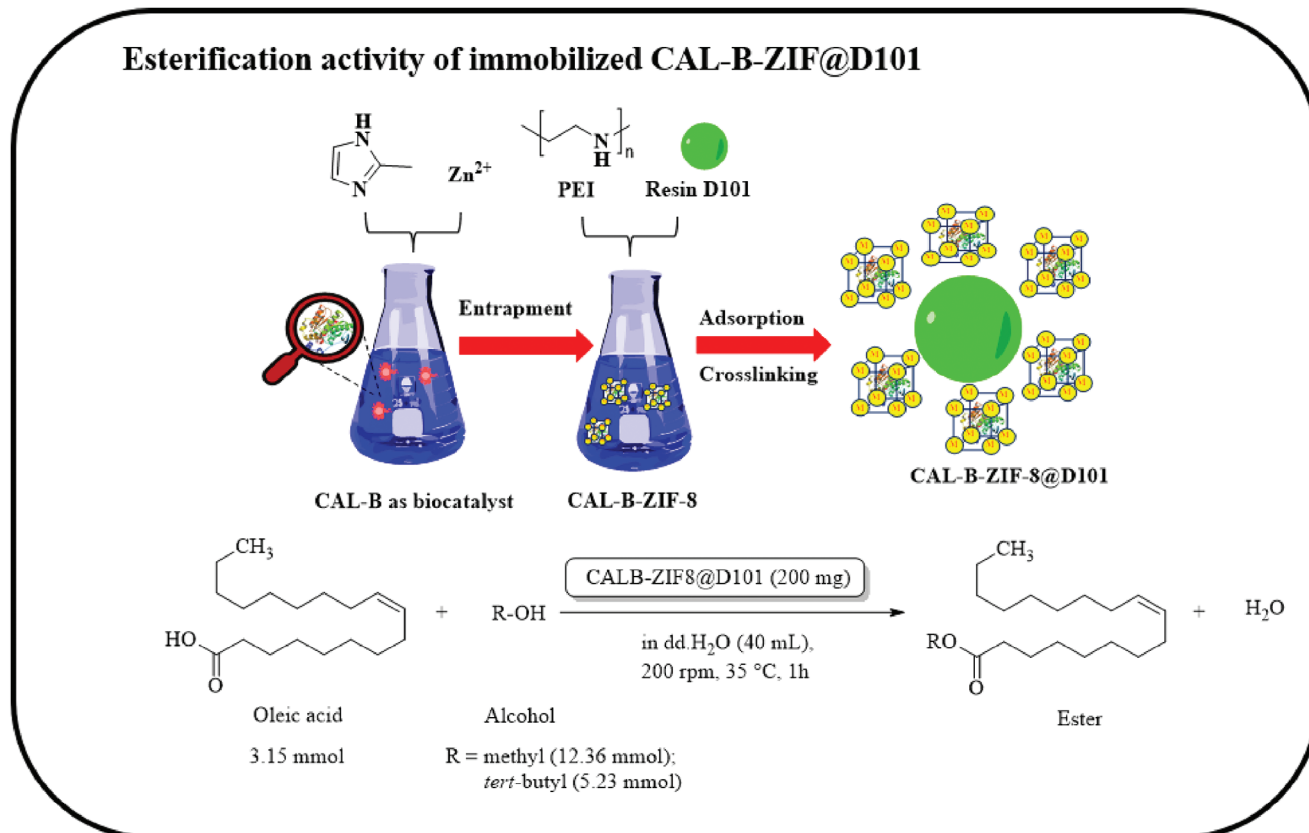 Esterification activity of immobilized CAL-B-ZIF@D101
H
N
N
Zn²⁺
N
H
n
PEI
Resin D101
M M M M M M M M
M M M M M M M M
M M M M M M M M
Entrapment
Adsorption
Crosslinking
25 mL
M M M M M M M M
M M M M M M M M
M M M M M M M M
CAL-B as biocatalyst
CAL-B-ZIF-8
CAL-B-ZIF-8@D101
CH₃
HO
O
+
R-OH
CALB-ZIF8@D101 (200 mg)
in dd.H₂O (40 mL),
200 rpm, 35 °C, 1h
CH₃
RO
O
+
H₂O
Oleic acid
Alcohol
Ester
3.15 mmol
R = methyl (12.36 mmol);
tert-butyl (5.23 mmol)